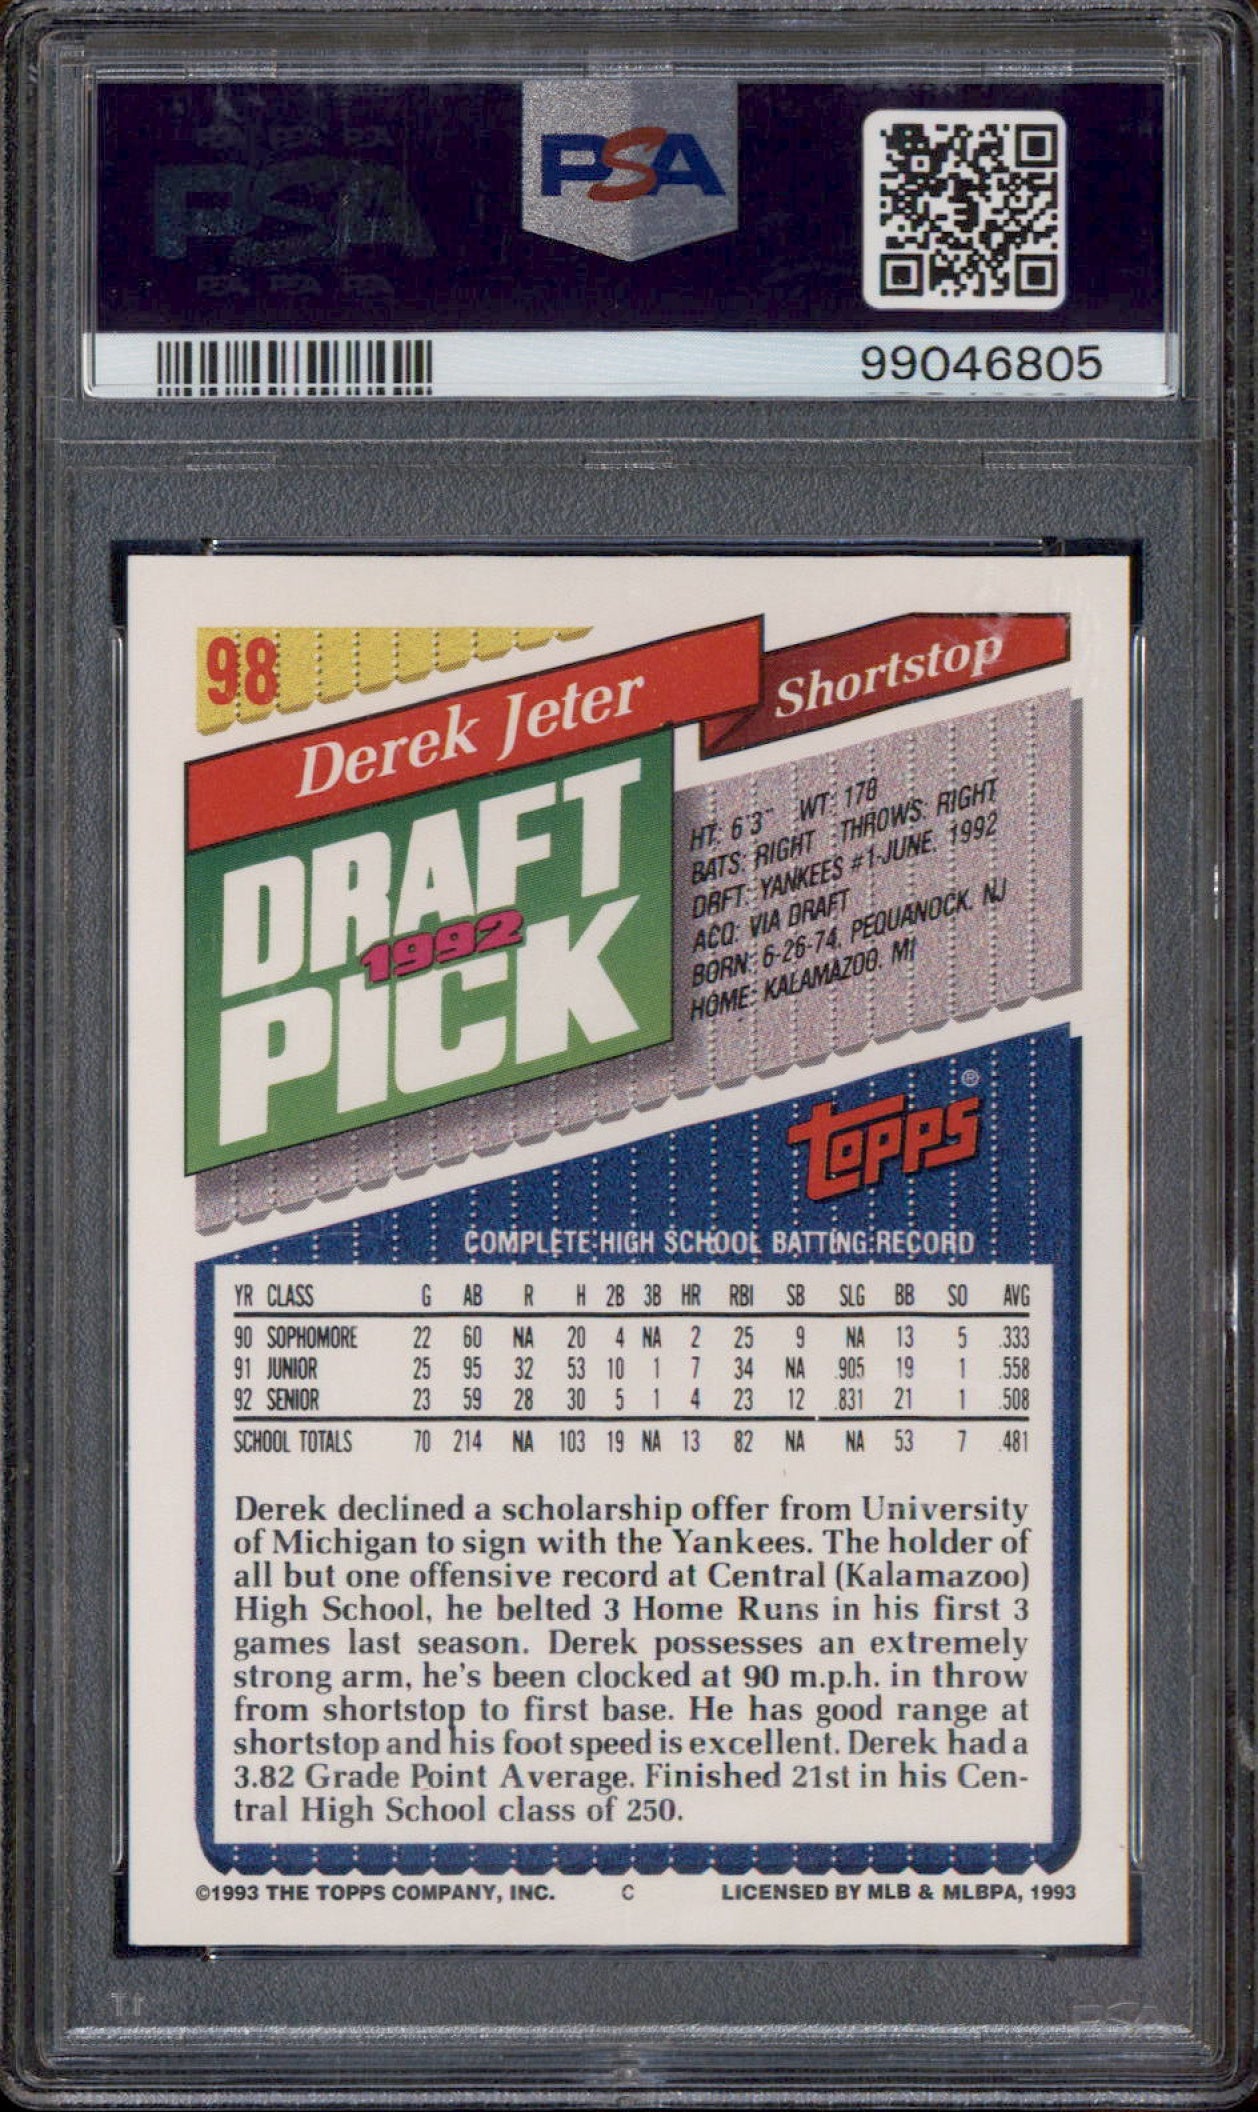 PSA
PSA PSA PSA
PSA
PSA PSA PSA
99046805
98
Derek Jeter
Shortstop
DRAFT
1992
PICK
HT: 6'3" WT: 178
BATS: RIGHT THROWS: RIGHT
DRFT: YANKEES #1-JUNE, 1992
ACQ: VIA DRAFT
BORN: 6-26-74, PEQUANOCK, NJ
HOME: KALAMAZOO, MI
topps®
COMPLETE HIGH SCHOOL BATTING RECORD
YR CLASS G AB R H 2B 3B HR RBI SB SLG BB SO AVG
90 SOPHOMORE 22 60 NA 20 4 NA 2 25 9 NA 13 5 .333
91 JUNIOR 25 95 32 53 10 1 7 34 NA .905 19 1 .558
92 SENIOR 23 59 28 30 5 1 4 23 12 .831 21 1 .508
SCHOOL TOTALS 70 214 NA 103 19 NA 13 82 NA NA 53 7 .481
Derek declined a scholarship offer from University
of Michigan to sign with the Yankees. The holder of
all but one offensive record at Central (Kalamazoo)
High School, he belted 3 Home Runs in his first 3
games last season. Derek possesses an extremely
strong arm, he's been clocked at 90 m.p.h. in throw
from shortstop to first base. He has good range at
shortstop and his foot speed is excellent. Derek had a
3.82 Grade Point Average. Finished 21st in his Cen-
tral High School class of 250.
©1993 THE TOPPS COMPANY, INC. C LICENSED BY MLB & MLBPA, 1993
PSA